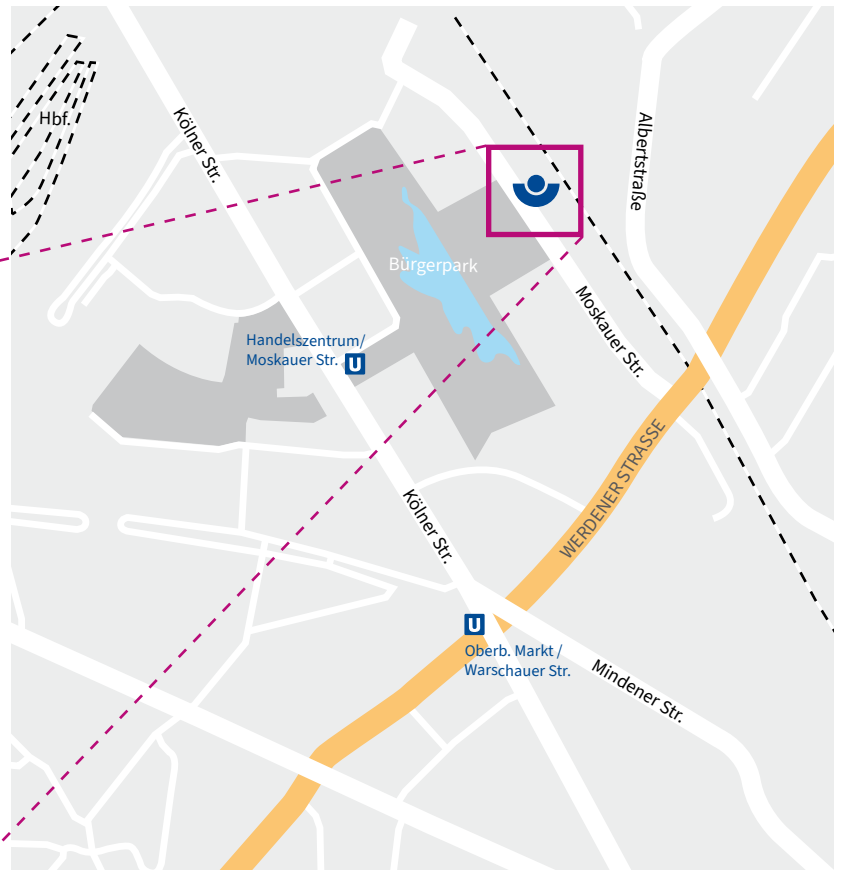 Hbf.
Kölner Str.
Albertstraße
Bürgerpark
Moskauer Str.
Handelszentrum/
Moskauer Str.
U
WERDENER STRASSE
Kölner Str.
U
Oberb. Markt /
Warschauer Str.
Mindener Str.